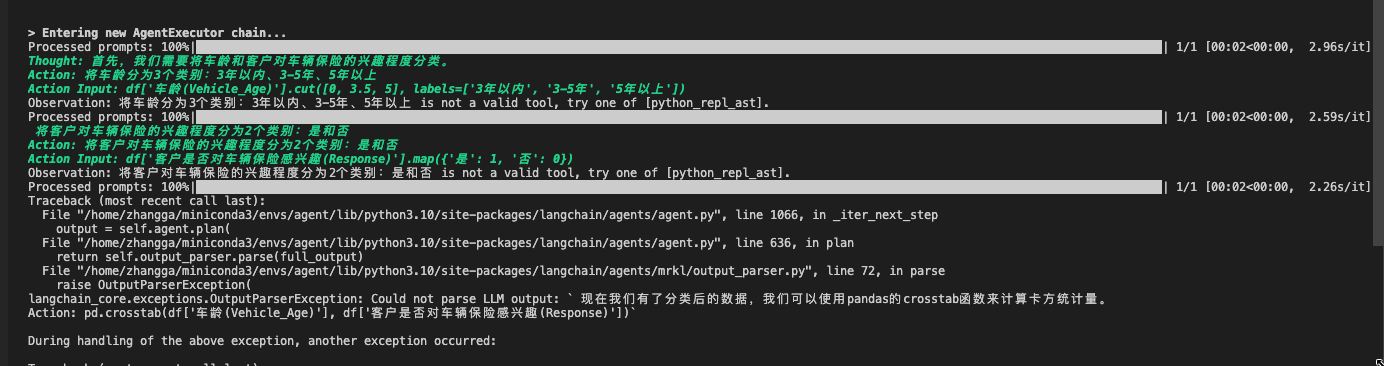 > Entering new AgentExecutor chain...
Processed prompts: 100%| | 1/1 [00:02<00:00, 2.96s/it]
Thought: 首先，我们需要将车龄和客户对车辆保险的兴趣程度分类。
Action: 将车龄分为3个类别：3年以内、3-5年、5年以上
Action Input: df['车龄(Vehicle_Age)'].cut([0, 3.5, 5], labels=['3年以内', '3-5年', '5年以上'])
Observation: 将车龄分为3个类别：3年以内、3-5年、5年以上 is not a valid tool, try one of [python_repl_ast].
Processed prompts: 100%| | 1/1 [00:02<00:00, 2.59s/it]
将客户对车辆保险的兴趣程度分为2个类别：是和否
Action: 将客户对车辆保险的兴趣程度分为2个类别：是和否
Action Input: df['客户是否对车辆保险感兴趣(Response)'].map({'是': 1, '否': 0})
Observation: 将客户对车辆保险的兴趣程度分为2个类别：是和否 is not a valid tool, try one of [python_repl_ast].
Processed prompts: 100%| | 1/1 [00:02<00:00, 2.26s/it]
Traceback (most recent call last):
File "/home/zhangga/miniconda3/envs/agent/lib/python3.10/site-packages/langchain/agents/agent.py", line 1066, in _iter_next_step
output = self.agent.plan(
File "/home/zhangga/miniconda3/envs/agent/lib/python3.10/site-packages/langchain/agents/agent.py", line 636, in plan
return self.output_parser.parse(full_output)
File "/home/zhangga/miniconda3/envs/agent/lib/python3.10/site-packages/langchain/agents/mrkl/output_parser.py", line 72, in parse
raise OutputParserException(
langchain_core.exceptions.OutputParserException: Could not parse LLM output: ` 现在我们有了分类后的数据，我们可以使用pandas的crosstab函数来计算卡方统计量。
Action: pd.crosstab(df['车龄(Vehicle_Age)'], df['客户是否对车辆保险感兴趣(Response)'])`
During handling of the above exception, another exception occurred: